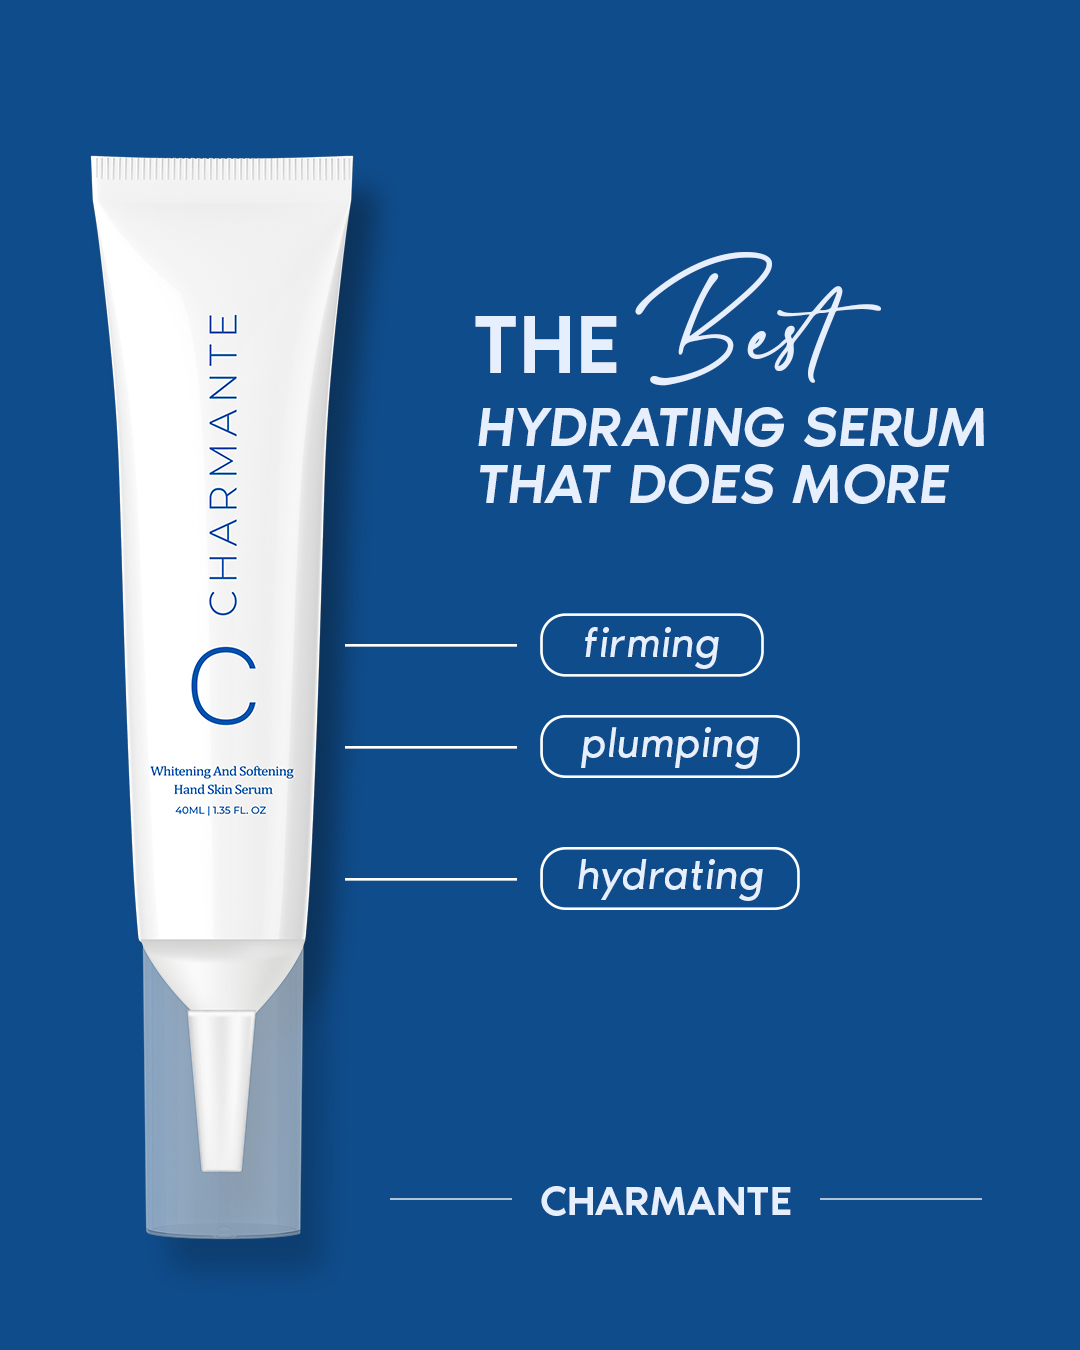 CHARMANTE
C
Whitening And Softening
Hand Skin Serum
40ML | 1.35 FL. OZ
THE Best
HYDRATING SERUM
THAT DOES MORE
firming
plumping
hydrating
CHARMANTE